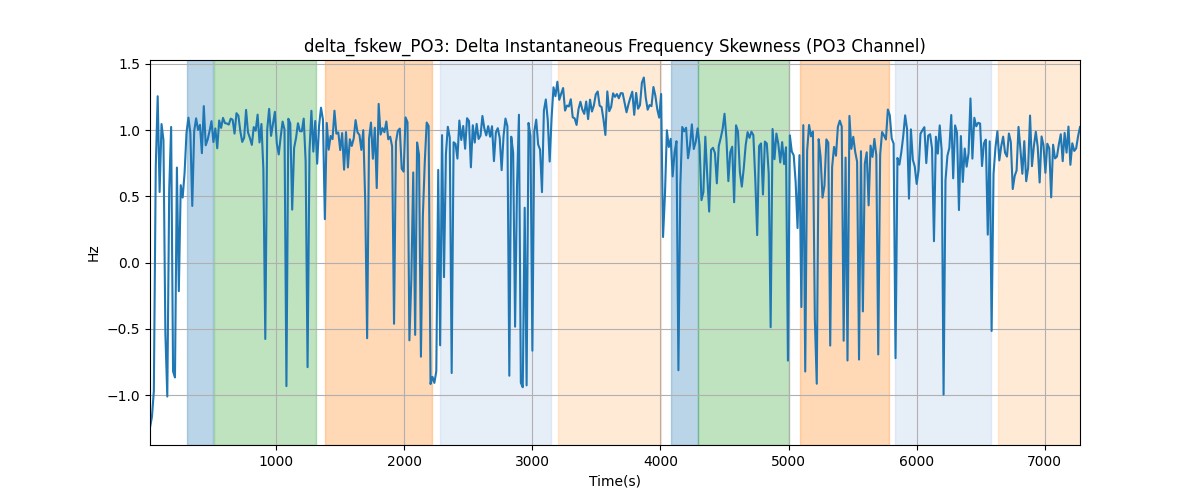 delta_fskew_PO3: Delta Instantaneous Frequency Skewness (PO3 Channel)
1.5
1.0
0.5
0.0
−0.5
−1.0
Hz
1000 2000 3000 4000 5000 6000 7000
Time(s)